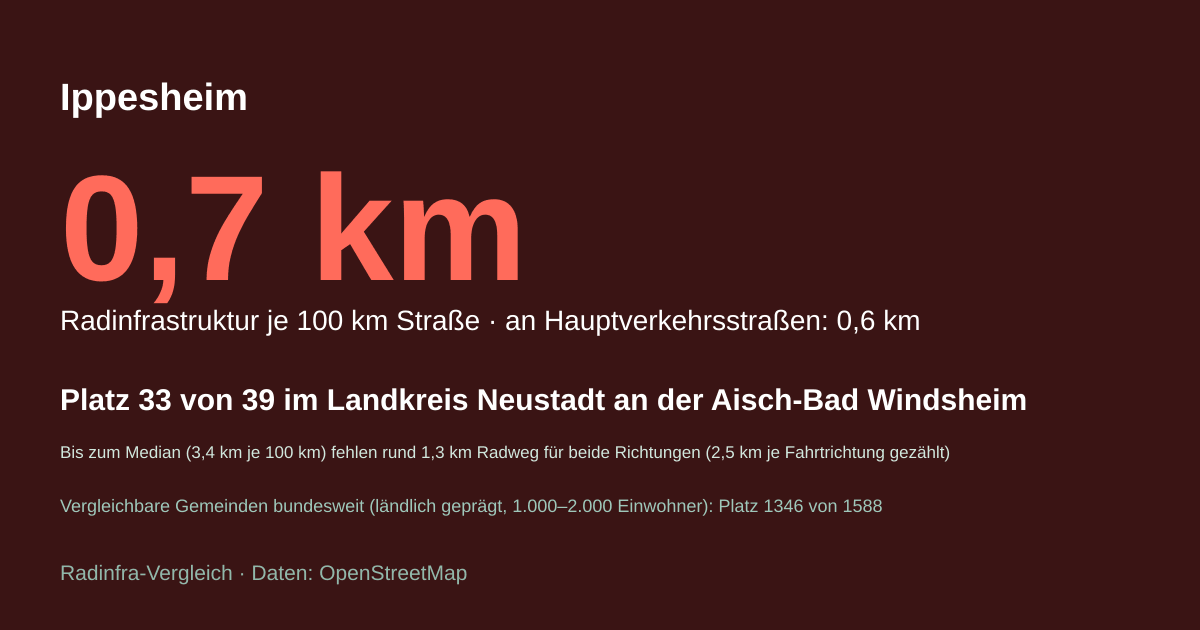 Ippesheim
0,7 km
Radinfrastruktur je 100 km Straße · an Hauptverkehrsstraßen: 0,6 km
Platz 33 von 39 im Landkreis Neustadt an der Aisch-Bad Windsheim
Bis zum Median (3,4 km je 100 km) fehlen rund 1,3 km Radweg für beide Richtungen (2,5 km je Fahrtrichtung gezählt)
Vergleichbare Gemeinden bundesweit (ländlich geprägt, 1.000–2.000 Einwohner): Platz 1346 von 1588
Radinfra-Vergleich · Daten: OpenStreetMap